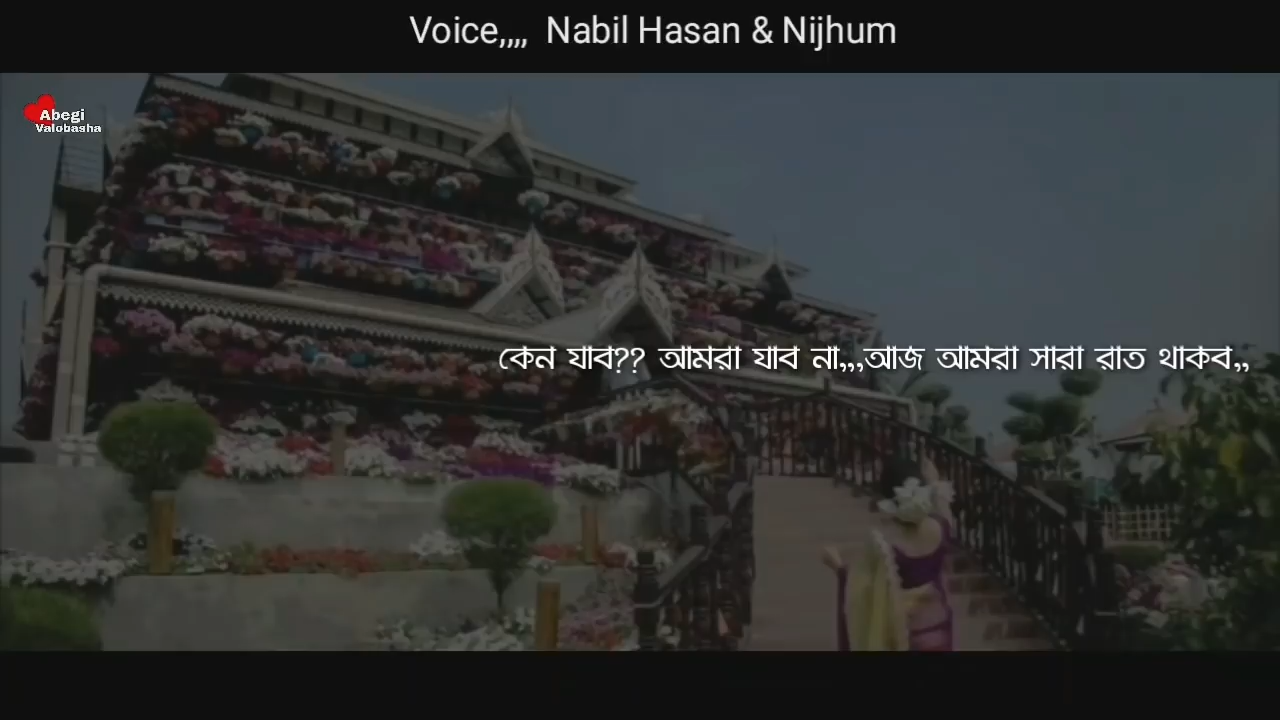 Voice,,,, Nabil Hasan & Nijhum
Abegi
Valobasha
কেন যাব?? আমরা যাব না,,,আজ আমরা সারা রাত থাকব,,